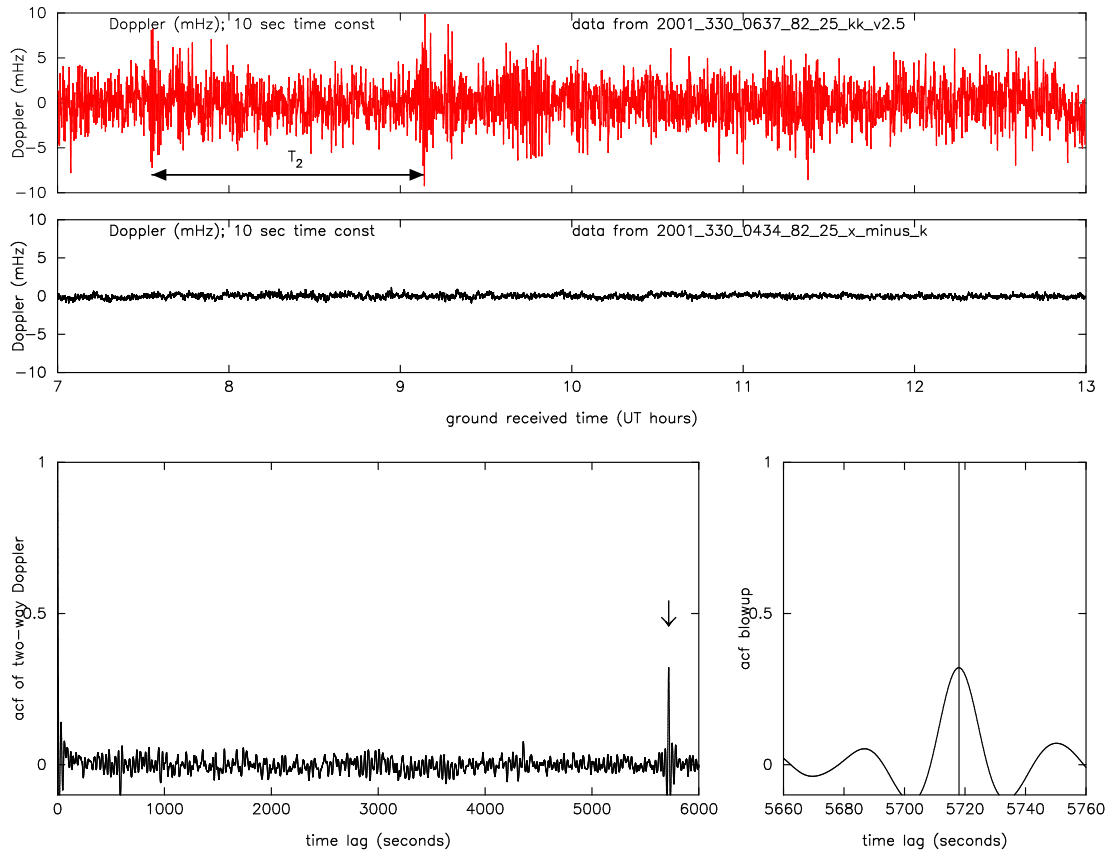 Doppler (mHz); 10 sec time const
data from 2001_330_0637_82_25_kk_v2.5
Doppler (mHz)
10
5
0
−5
−10
T2
Doppler (mHz); 10 sec time const
data from 2001_330_0434_82_25_x_minus_k
Doppler (mHz)
10
5
0
−5
−10
7 8 9 10 11 12 13
ground received time (UT hours)
acf of two−way Doppler
1
0.5
0
0 1000 2000 3000 4000 5000 6000
time lag (seconds)
acf blowup
1
0.5
0
5660 5680 5700 5720 5740 5760
time lag (seconds)